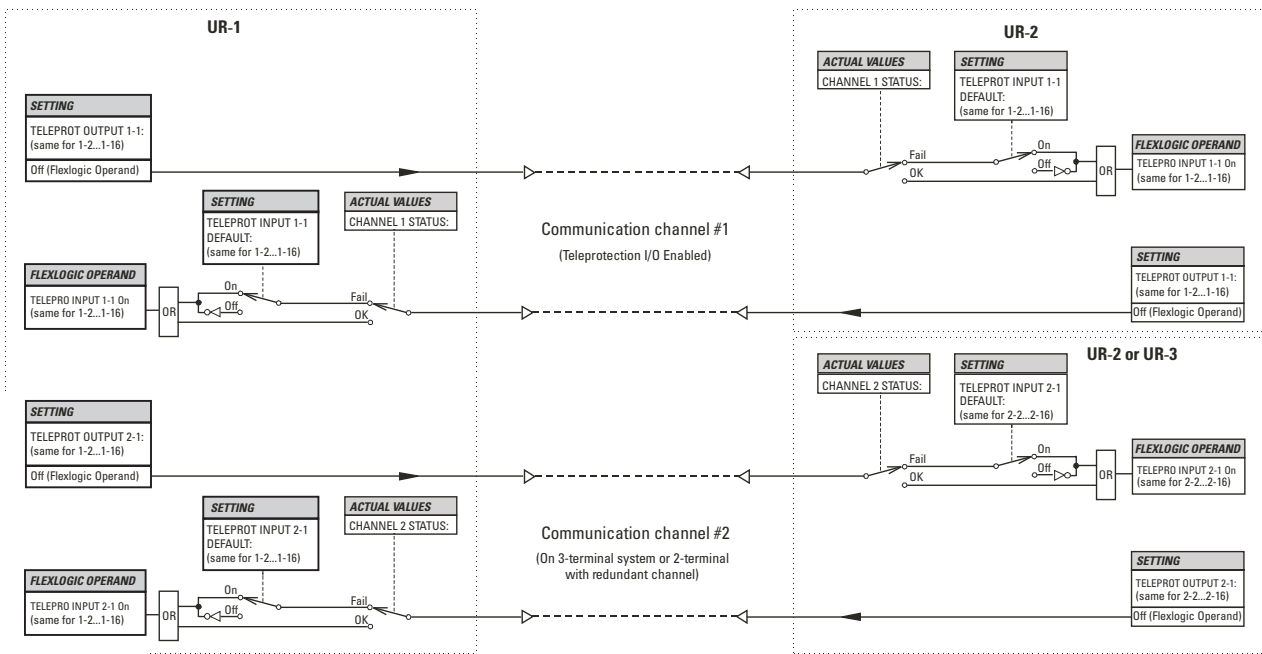 UR-1
SETTING
TELEPROT OUTPUT 1-1:
(same for 1-2...1-16)
Off (Flexlogic Operand)
SETTING
TELEPROT INPUT 1-1
DEFAULT:
(same for 1-2...1-16)
ACTUAL VALUES
CHANNEL 1 STATUS:
FLEXLOGIC OPERAND
TELEPRO INPUT 1-1 On
(same for 1-2...1-16)
OR
On
Off
Fail
OK
Communication channel #1
(Teleprotection I/O Enabled)
UR-2
ACTUAL VALUES
CHANNEL 1 STATUS:
SETTING
TELEPROT INPUT 1-1
DEFAULT:
(same for 1-2...1-16)
Fail
OK
On
Off
OR
FLEXLOGIC OPERAND
TELEPRO INPUT 1-1 On
(same for 1-2...1-16)
SETTING
TELEPROT OUTPUT 1-1:
(same for 1-2...1-16)
Off (Flexlogic Operand)
SETTING
TELEPROT OUTPUT 2-1:
(same for 1-2...1-16)
Off (Flexlogic Operand)
SETTING
TELEPROT INPUT 2-1
DEFAULT:
(same for 1-2...1-16)
ACTUAL VALUES
CHANNEL 2 STATUS:
FLEXLOGIC OPERAND
TELEPRO INPUT 2-1 On
(same for 1-2...1-16)
OR
On
Off
Fail
OK
Communication channel #2
(On 3-terminal system or 2-terminal
with redundant channel)
UR-2 or UR-3
ACTUAL VALUES
CHANNEL 2 STATUS:
SETTING
TELEPROT INPUT 2-1
DEFAULT:
(same for 2-2...2-16)
Fail
OK
On
Off
OR
FLEXLOGIC OPERAND
TELEPRO INPUT 2-1 On
(same for 2-2...2-16)
SETTING
TELEPROT OUTPUT 2-1:
(same for 2-2...2-16)
Off (Flexlogic Operand)